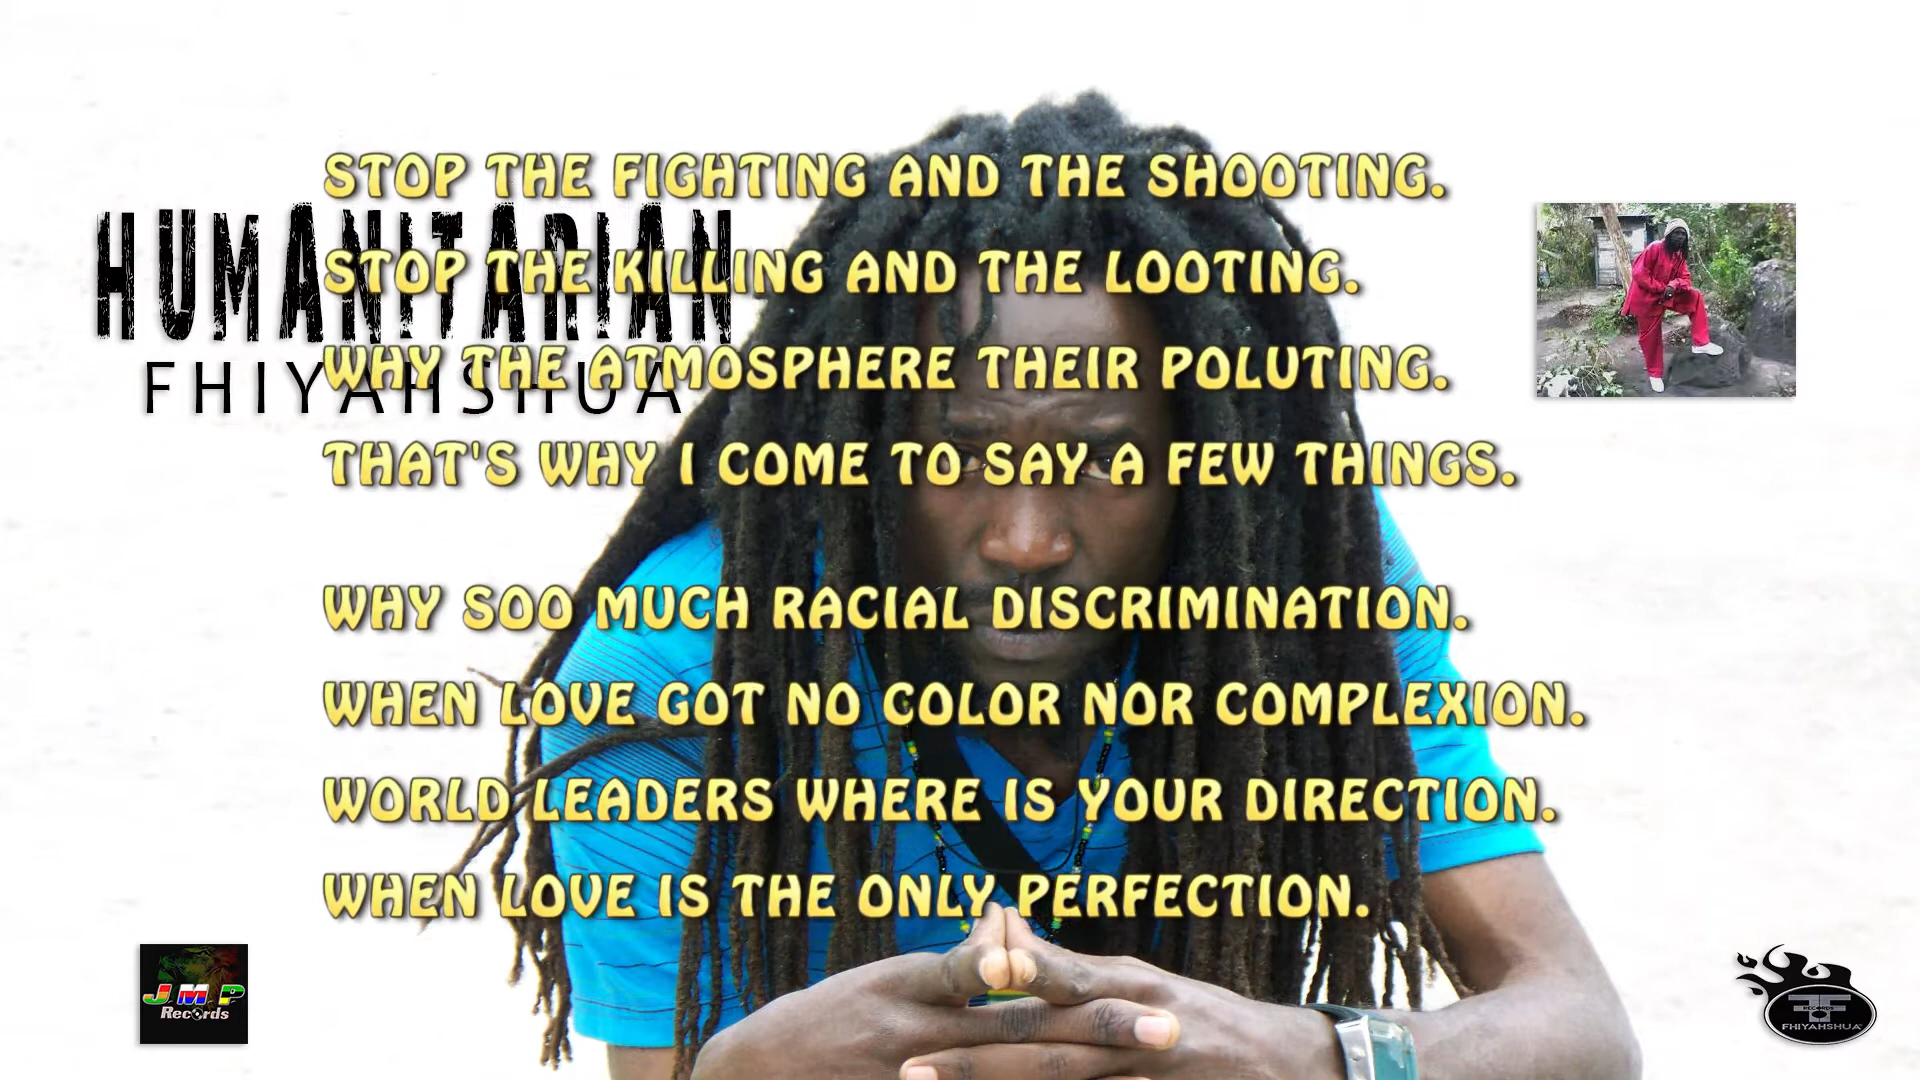 HUMANITARIAN
FHIYAHSHUA
STOP THE FIGHTING AND THE SHOOTING.
STOP THE KILLING AND THE LOOTING.
WHY THE ATMOSPHERE THEIR POLUTING.
THAT'S WHY I COME TO SAY A FEW THINGS.
WHY SOO MUCH RACIAL DISCRIMINATION.
WHEN LOVE GOT NO COLOR NOR COMPLEXION.
WORLD LEADERS WHERE IS YOUR DIRECTION.
WHEN LOVE IS THE ONLY PERFECTION.
J.M.P
Records
RECORDS
FHIYAHSHUA